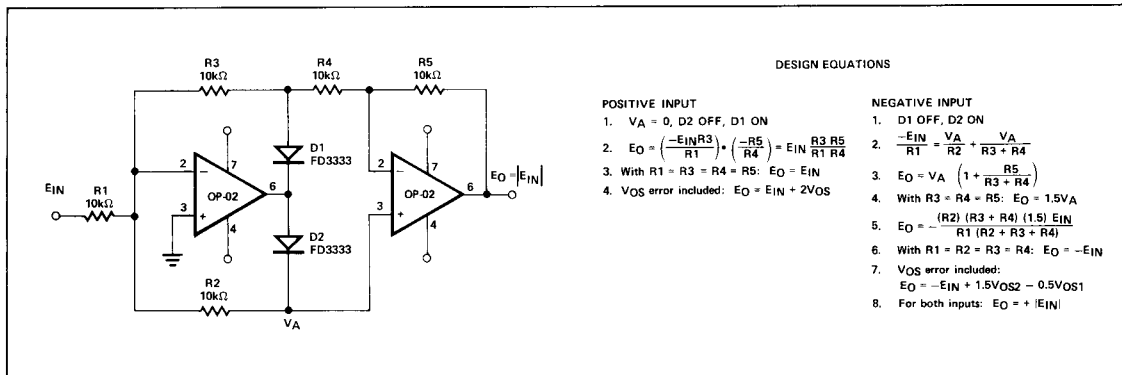 R3
10kΩ
R4
10kΩ
R5
10kΩ
D1
FD3333
EIN
R1
10kΩ
2
−
3
+
7
6
4
OP-02
D2
FD3333
2
−
3
+
7
6
4
OP-02
EO = |EIN|
R2
10kΩ
VA
DESIGN EQUATIONS
POSITIVE INPUT
1. VA = 0, D2 OFF, D1 ON
2. EO = (−EINR3 / R1) • (−R5 / R4) = EIN R3 R5 / R1 R4
3. With R1 = R3 = R4 = R5: EO = EIN
4. VOS error included: EO = EIN + 2VOS
NEGATIVE INPUT
1. D1 OFF, D2 ON
2. −EIN / R1 = VA / R2 + VA / R3 + R4
3. EO = VA (1 + R5 / R3 + R4)
4. With R3 = R4 = R5: EO = 1.5VA
5. EO = − (R2) (R3 + R4) (1.5) EIN / R1 (R2 + R3 + R4)
6. With R1 = R2 = R3 = R4: EO = −EIN
7. VOS error included:
EO = −EIN + 1.5VOS2 − 0.5VOS1
8. For both inputs: EO = + |EIN|